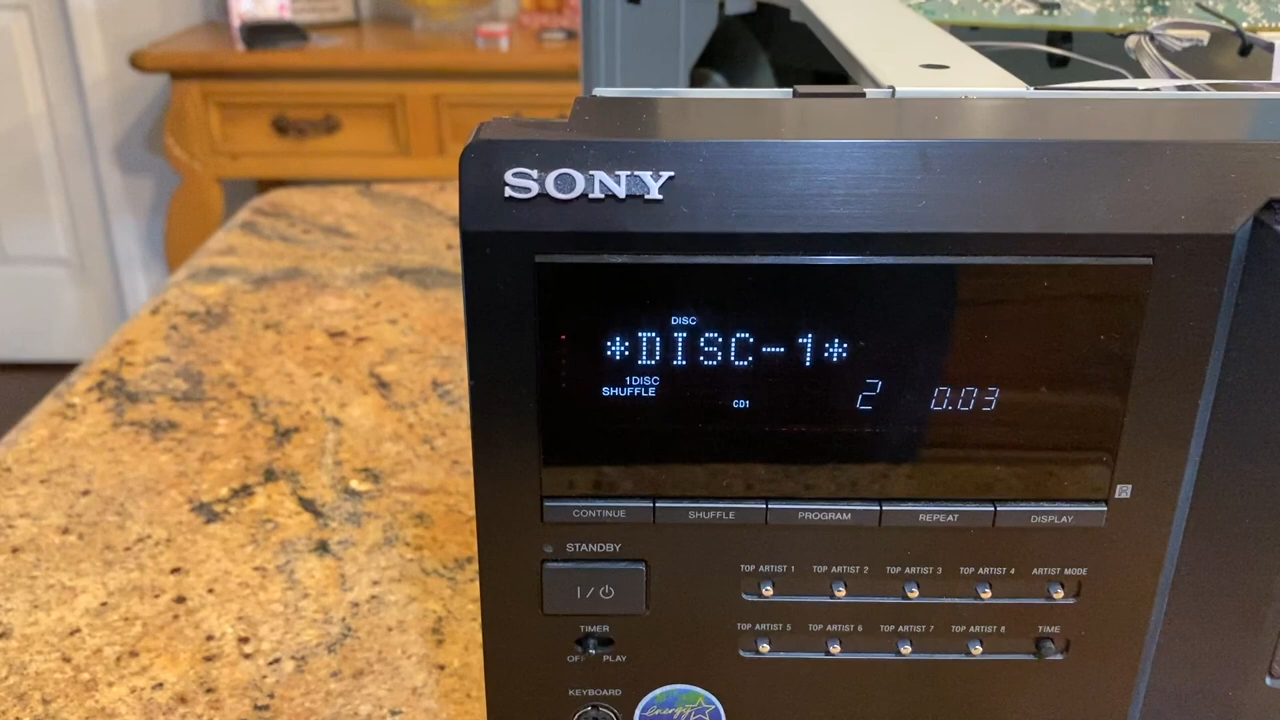 SONY
DISC
*DISC-1*
1DISC
SHUFFLE
CD1
2 0.03
CONTINUE SHUFFLE PROGRAM REPEAT DISPLAY
STANDBY
I/⏻
TOP ARTIST 1 TOP ARTIST 2 TOP ARTIST 3 TOP ARTIST 4 ARTIST MODE
TIMER
TOP ARTIST 5 TOP ARTIST 6 TOP ARTIST 7 TOP ARTIST 8 TIME
OFF PLAY
KEYBOARD
energy